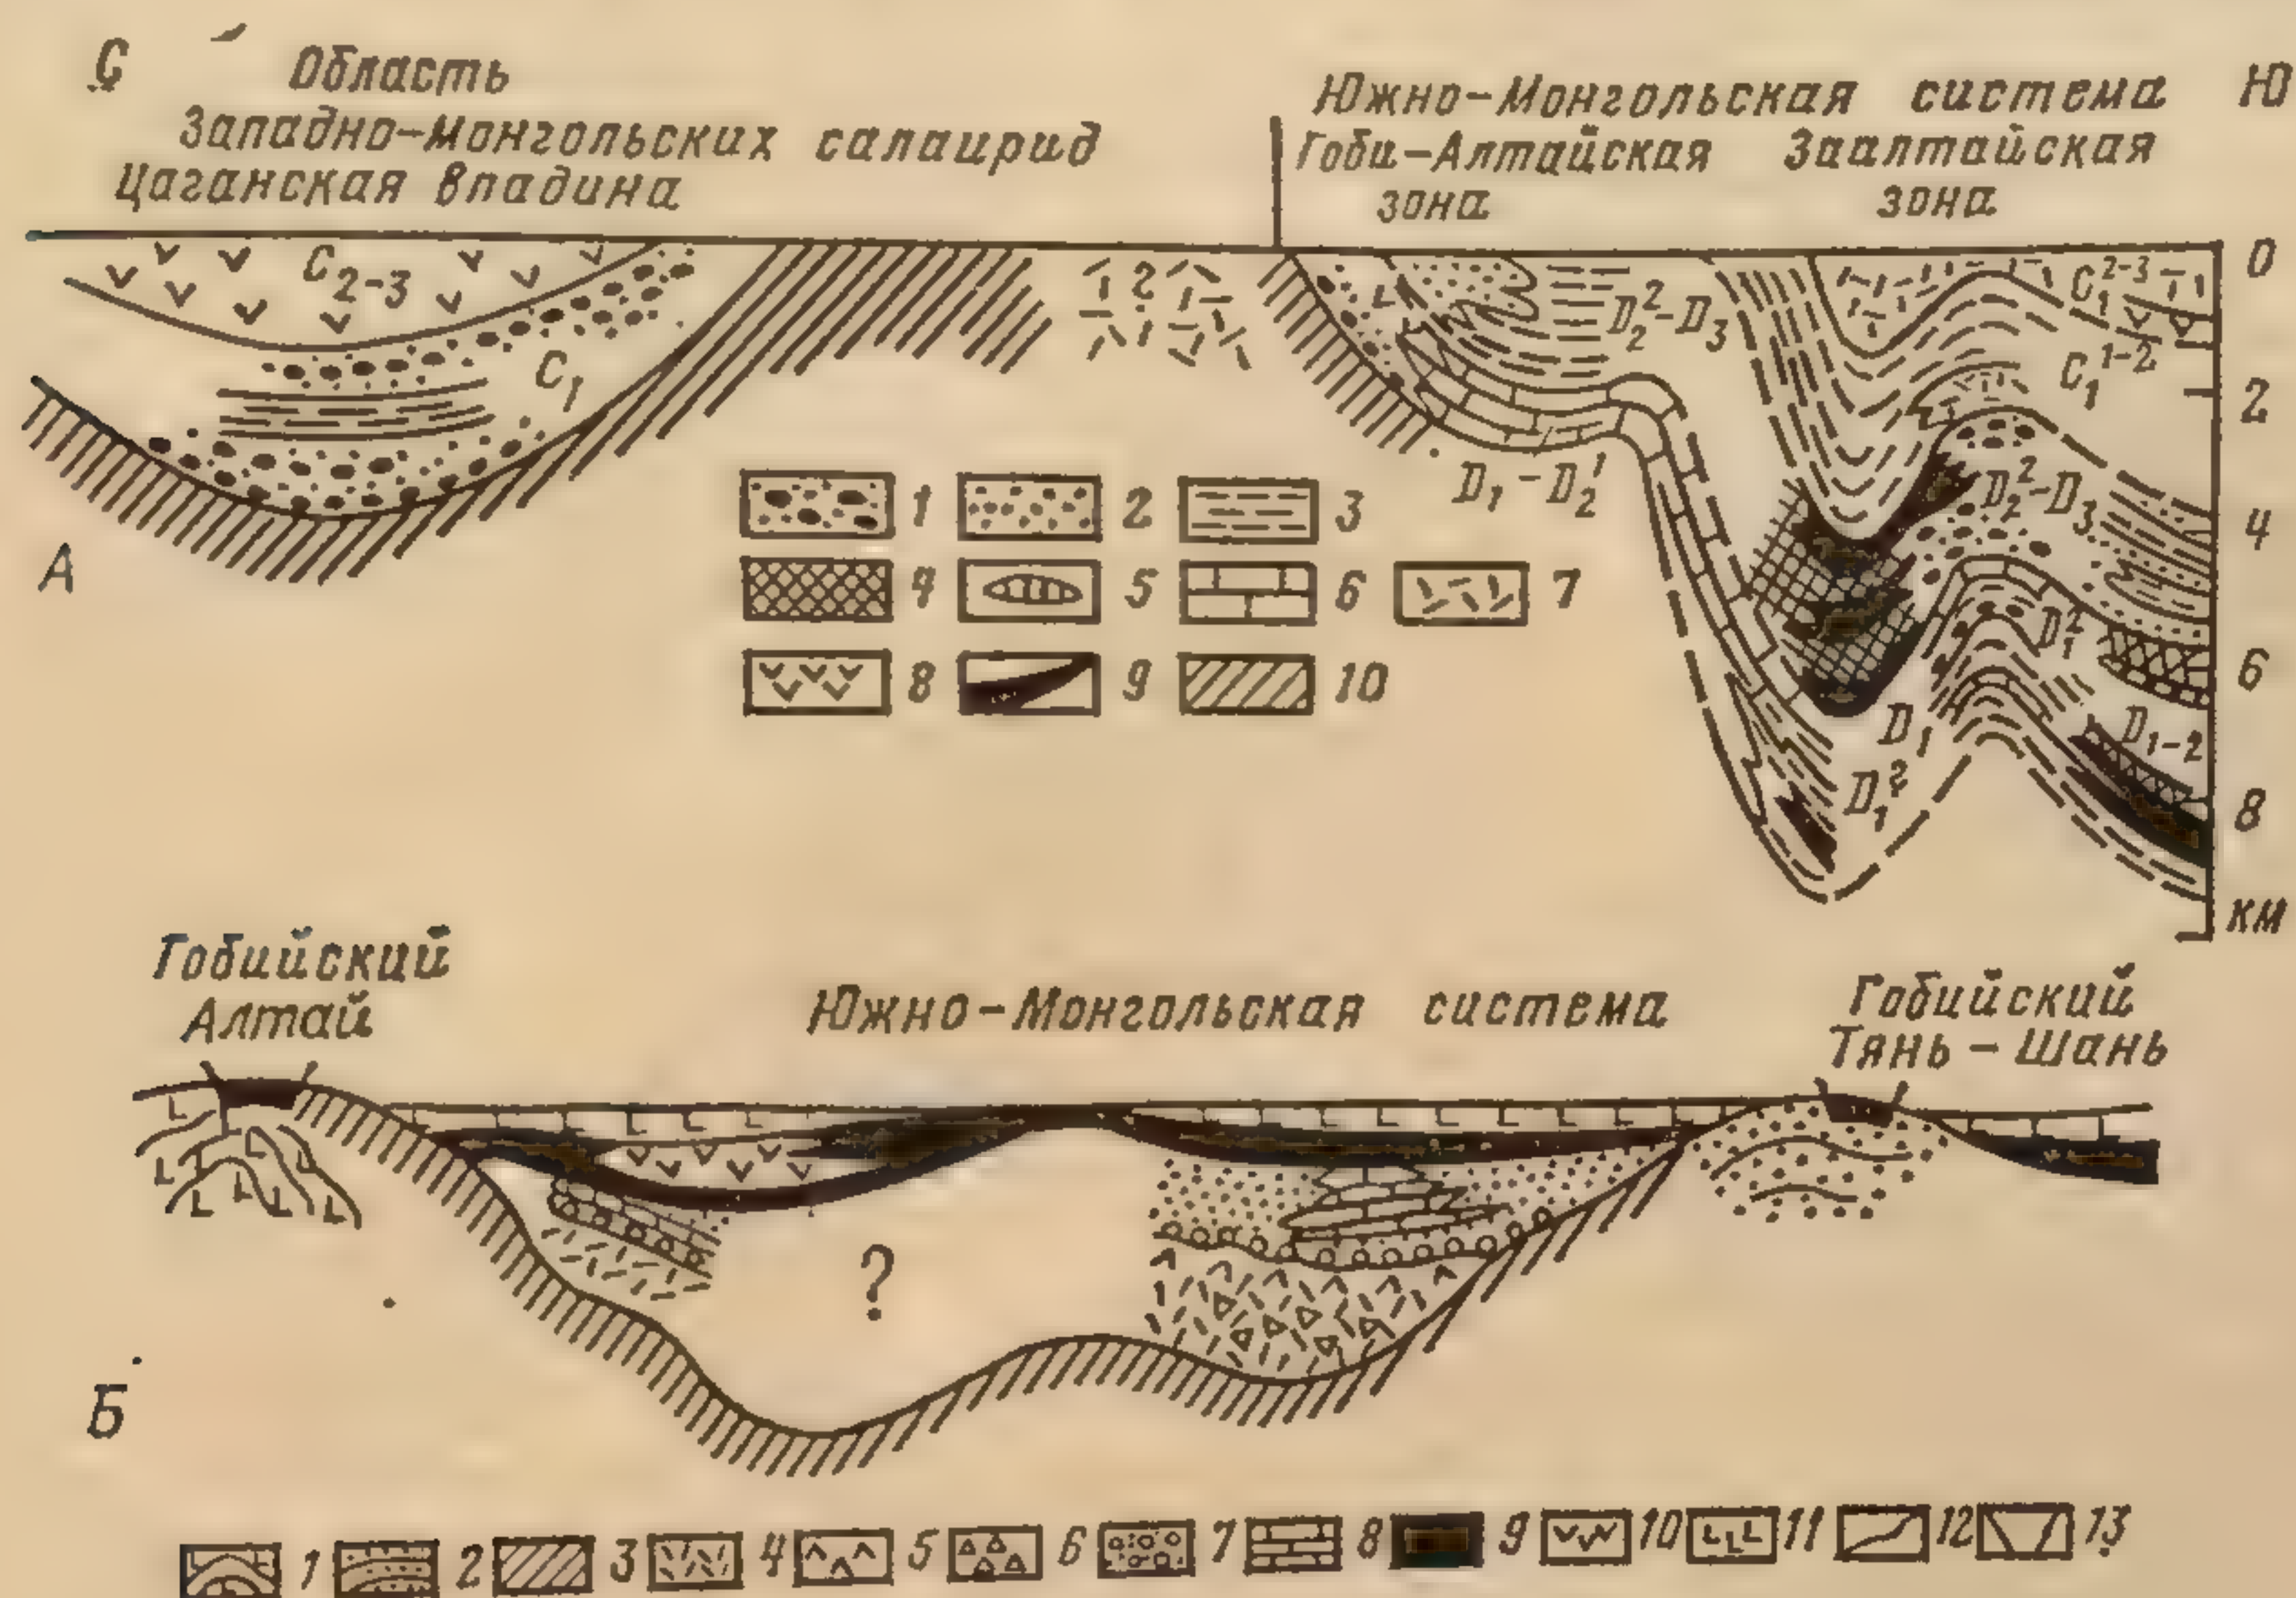 С Ю
Область
Западно-Монгольских салаирид
Цаганская впадина
Южно-Монгольская система
Гоби-Алтайская Заалтайская
зона зона
C2-3
C1
?
D2²-D3
C1²-3
C1¹-2
D1-D2¹
D2²-D3
D1²
D1-2
D1
D1²
0
2
4
6
8
км
А
1 2 3
4 5 6 7
8 9 10
Гобийский
Алтай
Южно-Монгольская система
Гобийский
Тянь-Шань
?
Б
1 2 3 4 5 6 7 8 9 10 11 12 13